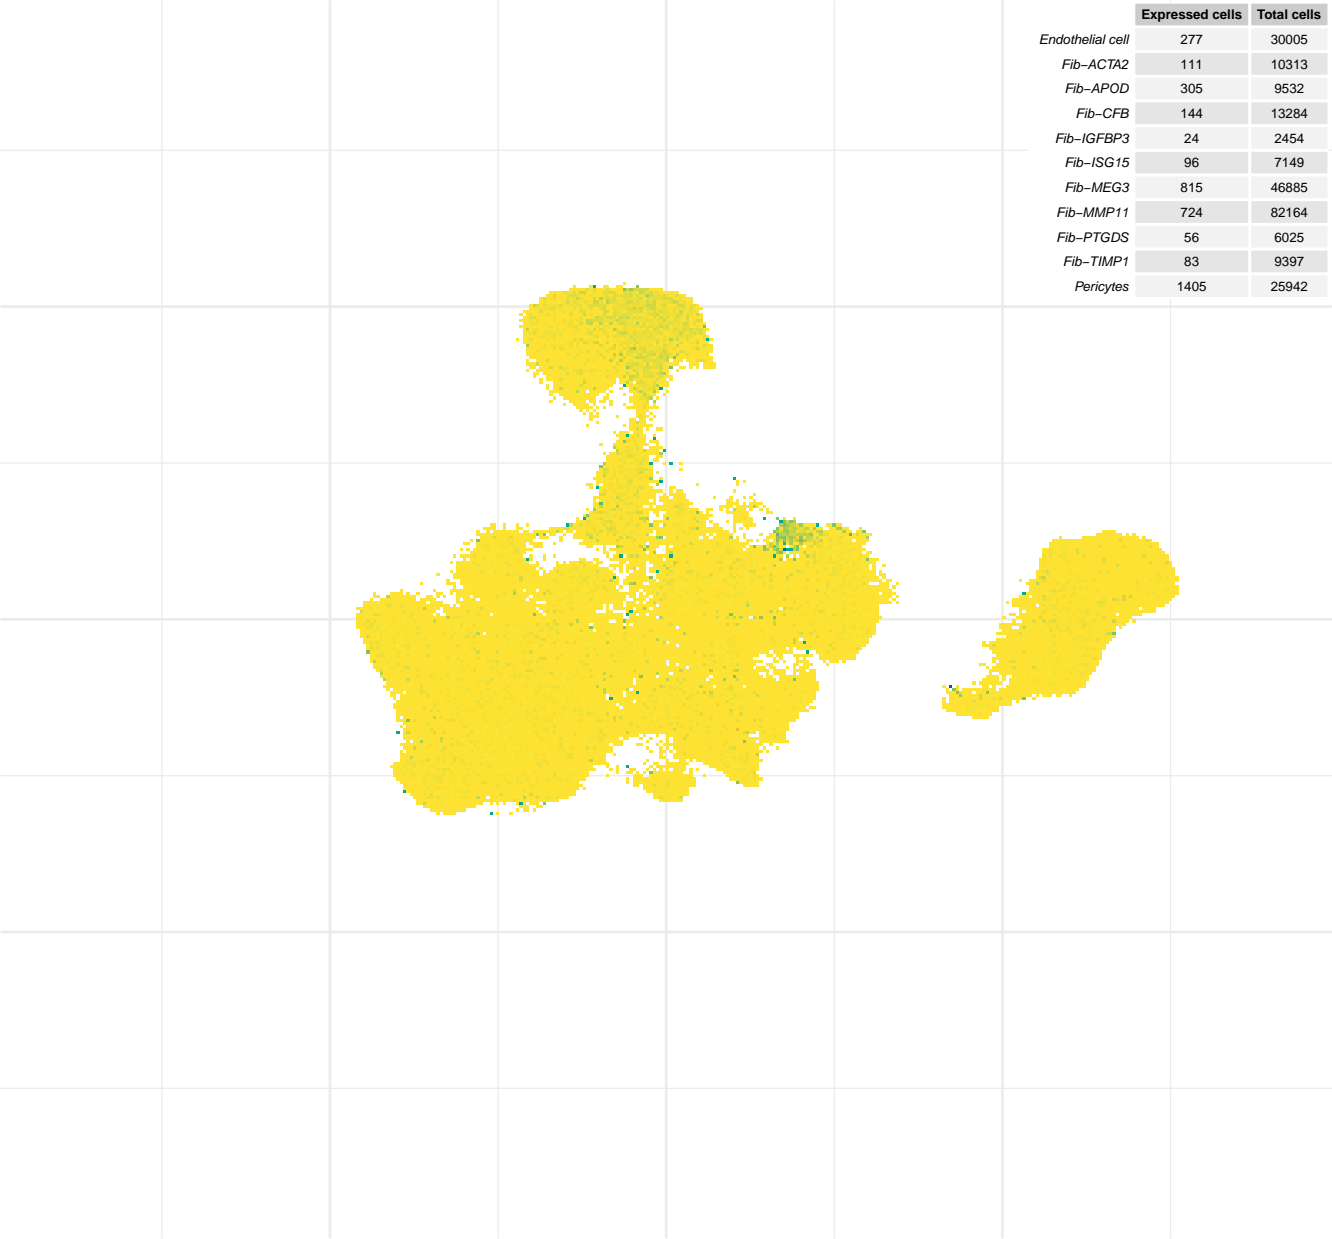 Expressed cells Total cells
Endothelial cell 277 30005
Fib−ACTA2 111 10313
Fib−APOD 305 9532
Fib−CFB 144 13284
Fib−IGFBP3 24 2454
Fib−ISG15 96 7149
Fib−MEG3 815 46885
Fib−MMP11 724 82164
Fib−PTGDS 56 6025
Fib−TIMP1 83 9397
Pericytes 1405 25942